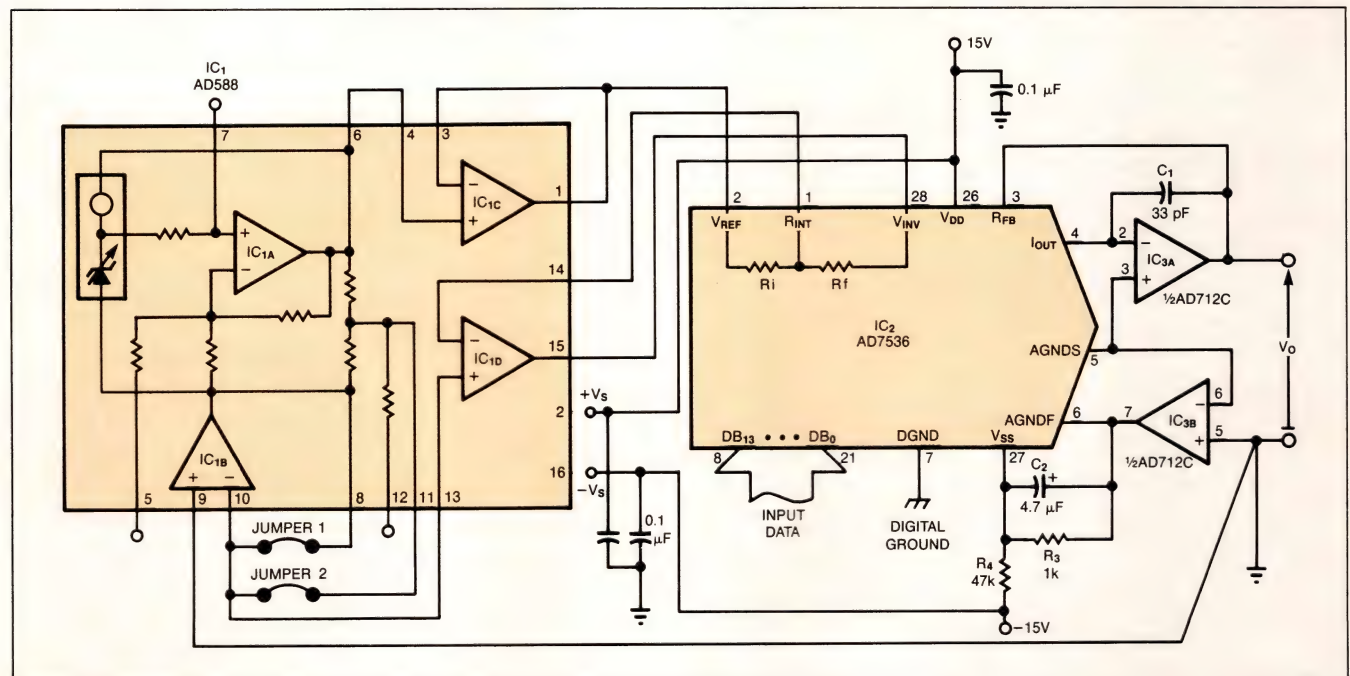 IC1
AD588
7
6
4
3
IC1A
IC1C
1
14
IC1D
15
+VS
2
16
−VS
IC1B
9
10
5
8
12
11
13
JUMPER 1
JUMPER 2
0.1
µF
15V
0.1 µF
2
1
28
26
3
VREF
RINT
VINV
VDD
RFB
Ri
Rf
IC2
AD7536
C1
33 pF
IOUT
4
2
3
IC3A
½AD712C
AGNDS
5
VO
AGNDF
6
7
6
5
IC3B
½AD712C
DB13 • • • DB0
8
21
DGND
7
VSS
27
INPUT
DATA
DIGITAL
GROUND
C2
4.7 µF
+
R3
1k
R4
47k
−15V